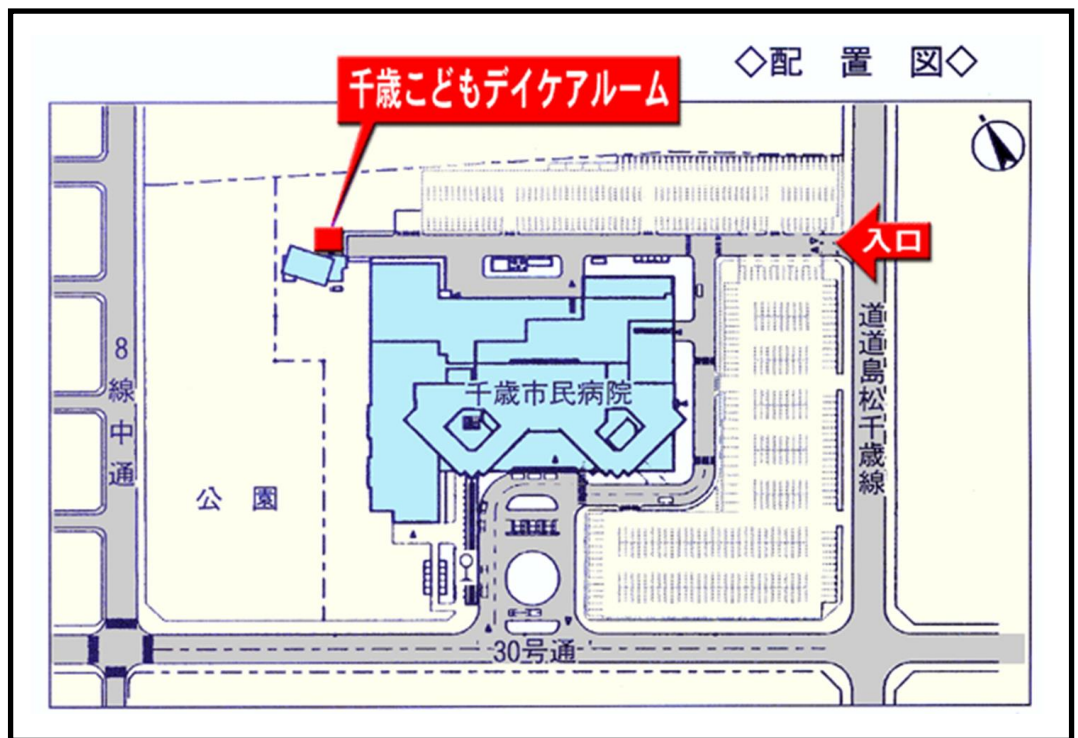 ◇配 置 図◇
千歳こどもデイケアルーム
入口
8線中通
道道島松千歳線
千歳市民病院
公 園
30号通